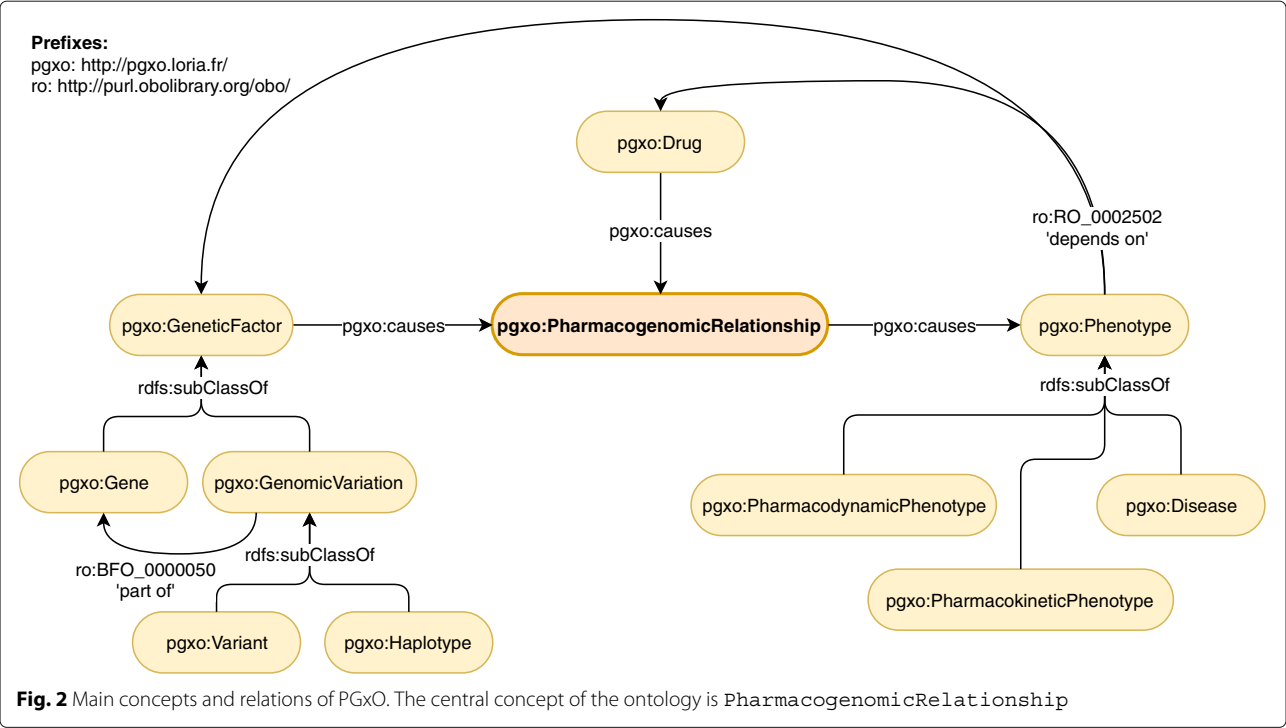 Prefixes:
pgxo: http://pgxo.loria.fr/
ro: http://purl.obolibrary.org/obo/
pgxo:Drug
ro:RO_0002502
'depends on'
pgxo:causes
pgxo:GeneticFactor
pgxo:causes
pgxo:PharmacogenomicRelationship
pgxo:causes
pgxo:Phenotype
rdfs:subClassOf
rdfs:subClassOf
pgxo:Gene
pgxo:GenomicVariation
pgxo:PharmacodynamicPhenotype
pgxo:Disease
rdfs:subClassOf
ro:BFO_0000050
'part of'
pgxo:PharmacokineticPhenotype
pgxo:Variant
pgxo:Haplotype
Fig. 2 Main concepts and relations of PGxO. The central concept of the ontology is PharmacogenomicRelationship